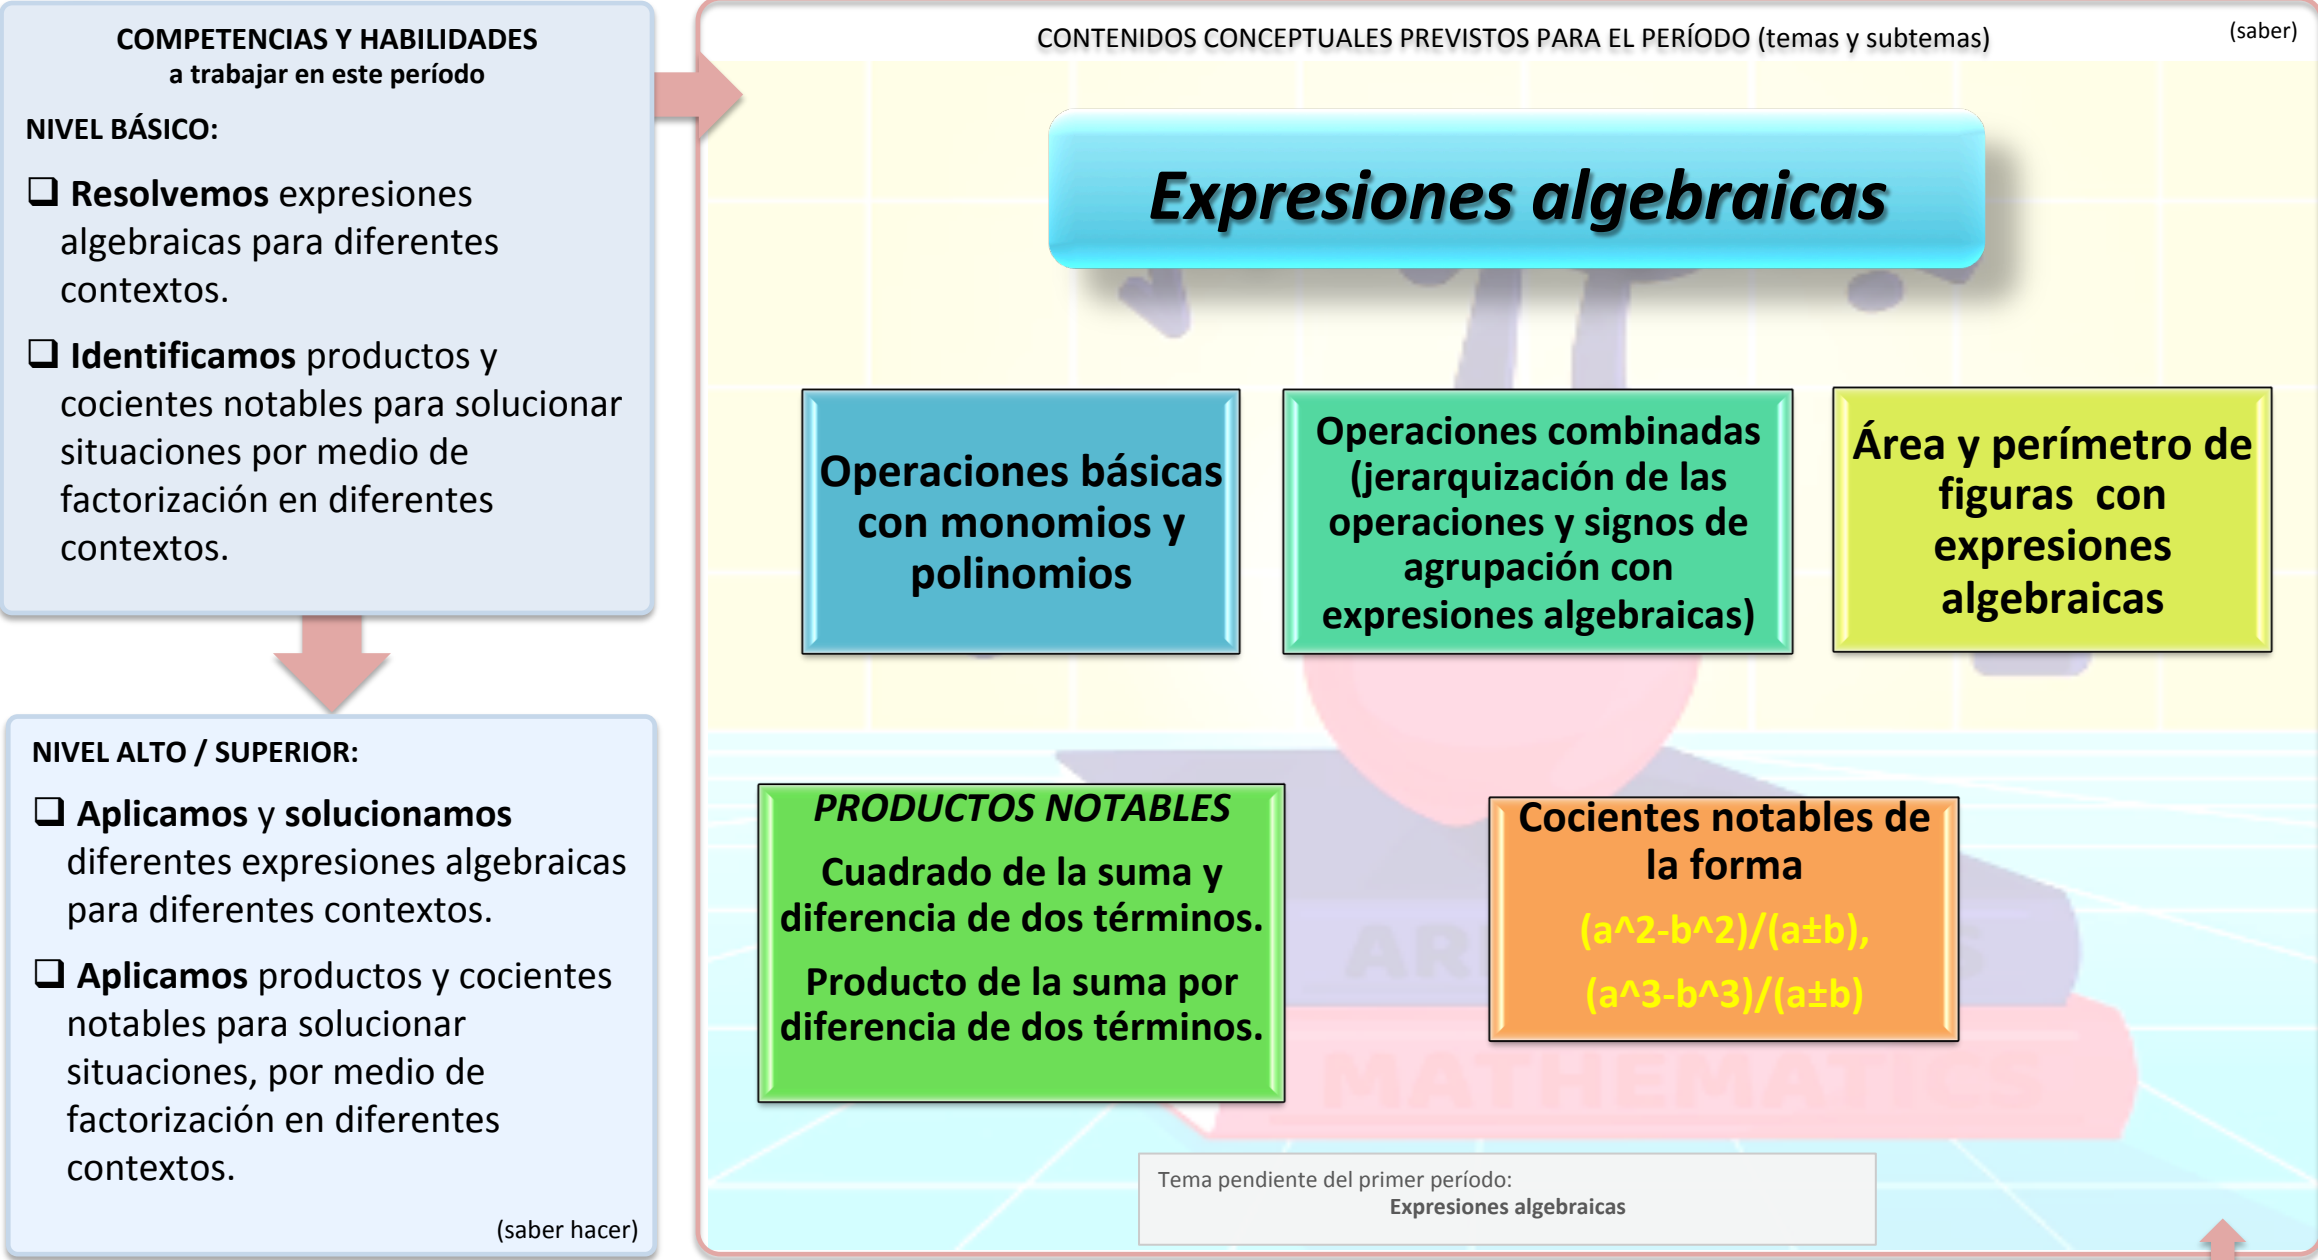 COMPETENCIAS Y HABILIDADES
a trabajar en este período
NIVEL BÁSICO:
❑ Resolvemos expresiones
algebraicas para diferentes
contextos.
❑ Identificamos productos y
cocientes notables para solucionar
situaciones por medio de
factorización en diferentes
contextos.
NIVEL ALTO / SUPERIOR:
❑ Aplicamos y solucionamos
diferentes expresiones algebraicas
para diferentes contextos.
❑ Aplicamos productos y cocientes
notables para solucionar
situaciones, por medio de
factorización en diferentes
contextos.
(saber hacer)
CONTENIDOS CONCEPTUALES PREVISTOS PARA EL PERÍODO (temas y subtemas)
(saber)
Expresiones algebraicas
Operaciones básicas
con monomios y
polinomios
Operaciones combinadas
(jerarquización de las
operaciones y signos de
agrupación con
expresiones algebraicas)
Área y perímetro de
figuras con
expresiones
algebraicas
PRODUCTOS NOTABLES
Cuadrado de la suma y
diferencia de dos términos.
Producto de la suma por
diferencia de dos términos.
Cocientes notables de
la forma
(a^2-b^2)/(a±b),
(a^3-b^3)/(a±b)
MATHEMATICS
Tema pendiente del primer período:
Expresiones algebraicas